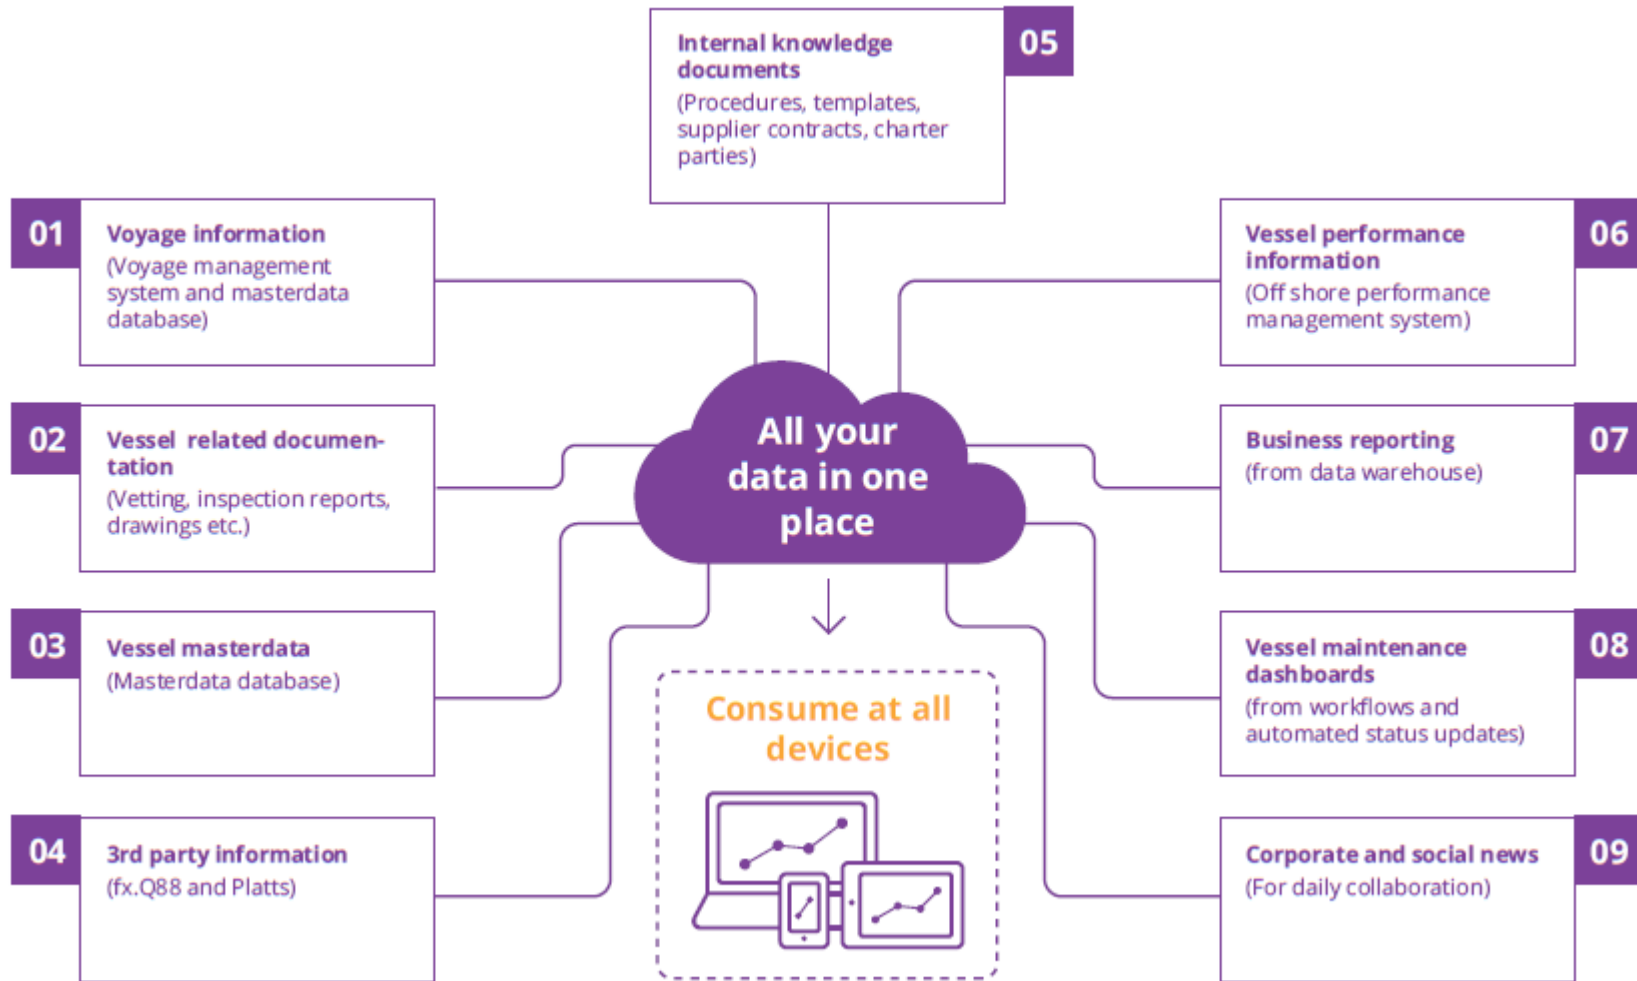 Internal knowledge
documents
(Procedures, templates,
supplier contracts, charter
parties)
05
01
Voyage information
(Voyage management
system and masterdata
database)
02
Vessel  related documen-
tation
(Vetting, inspection reports,
drawings etc.)
03
Vessel masterdata
(Masterdata database)
04
3rd party information
(fx.Q88 and Platts)
All your
data in one
place
Consume at all
devices
Vessel performance
information
(Off shore performance
management system)
06
Business reporting
(from data warehouse)
07
Vessel maintenance
dashboards
(from workflows and
automated status updates)
08
Corporate and social news
(For daily collaboration)
09